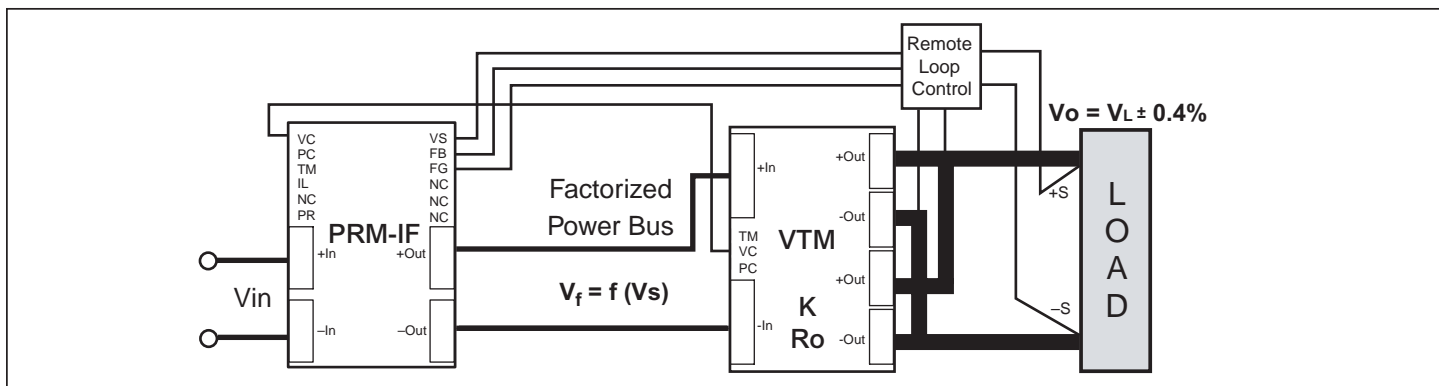 Remote
Loop
Control
Vo = VL ± 0.4%
VC
PC
TM
IL
NC
PR
VS
FB
FG
NC
NC
NC
PRM-IF
+In
–In
+Out
–Out
Vin
Factorized
Power Bus
Vf = f (Vs)
+In
TM
VC
PC
-In
VTM
K
Ro
+Out
-Out
+Out
-Out
+S
–S
LOAD